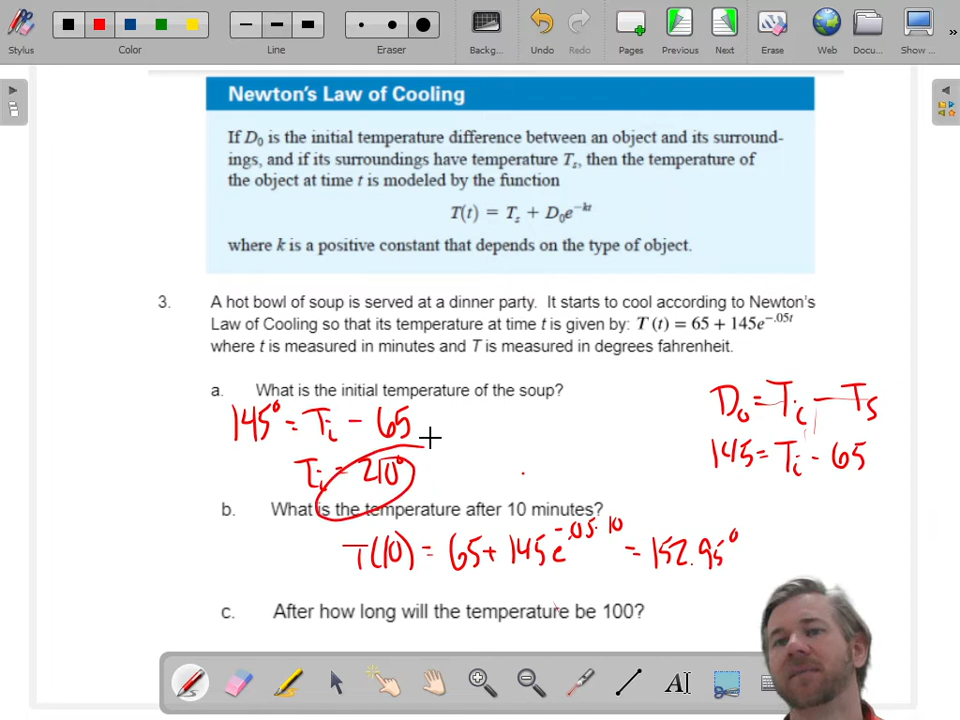 Stylus Color Line Eraser Backg... Undo Redo Pages Previous Next Erase Web Docu... Show ... »
Newton's Law of Cooling
If D₀ is the initial temperature difference between an object and its surround-
ings, and if its surroundings have temperature Tₛ, then the temperature of
the object at time t is modeled by the function
T(t) = Tₛ + D₀e^{-kt}
where k is a positive constant that depends on the type of object.
3. A hot bowl of soup is served at a dinner party. It starts to cool according to Newton's
Law of Cooling so that its temperature at time t is given by: T (t) = 65 + 145e^{-.05t}
where t is measured in minutes and T is measured in degrees fahrenheit.
a. What is the initial temperature of the soup?
145° = Tᵢ - 65
Tᵢ = 210°
D₀ = Tᵢ - Tₛ
145 = Tᵢ - 65
b. What is the temperature after 10 minutes?
T(10) = 65 + 145e^{-.05·10} = 152.95°
c. After how long will the temperature be 100?
A